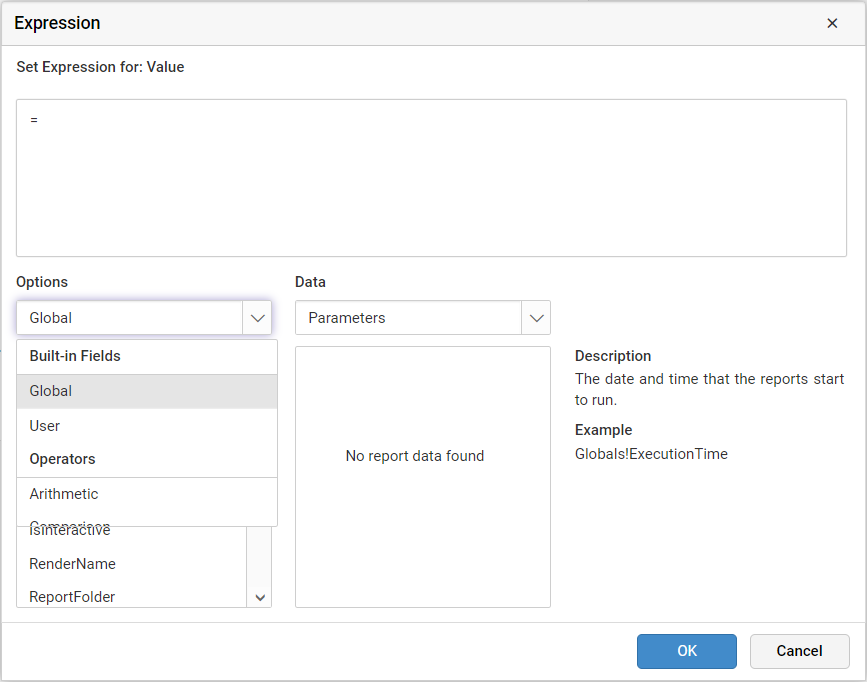 Expression
Set Expression for: Value
=
Options
Data
Global
Parameters
Built-in Fields
Global
User
Operators
Arithmetic
Comparison
IsInteractive
RenderName
ReportFolder
No report data found
Description
The date and time that the reports start
to run.
Example
Globals!ExecutionTime
OK
Cancel